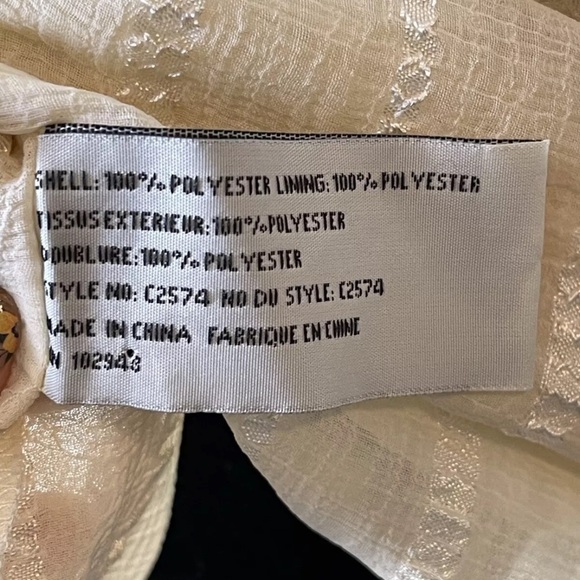 SHELL: 100% POLYESTER LINING: 100% POLYESTER
TISSUS EXTERIEUR: 100% POLYESTER
DOUBLURE: 100% POLYESTER
STYLE NO: C2574 NO DU STYLE: C2574
MADE IN CHINA FABRIQUE EN CHINE
N 102943